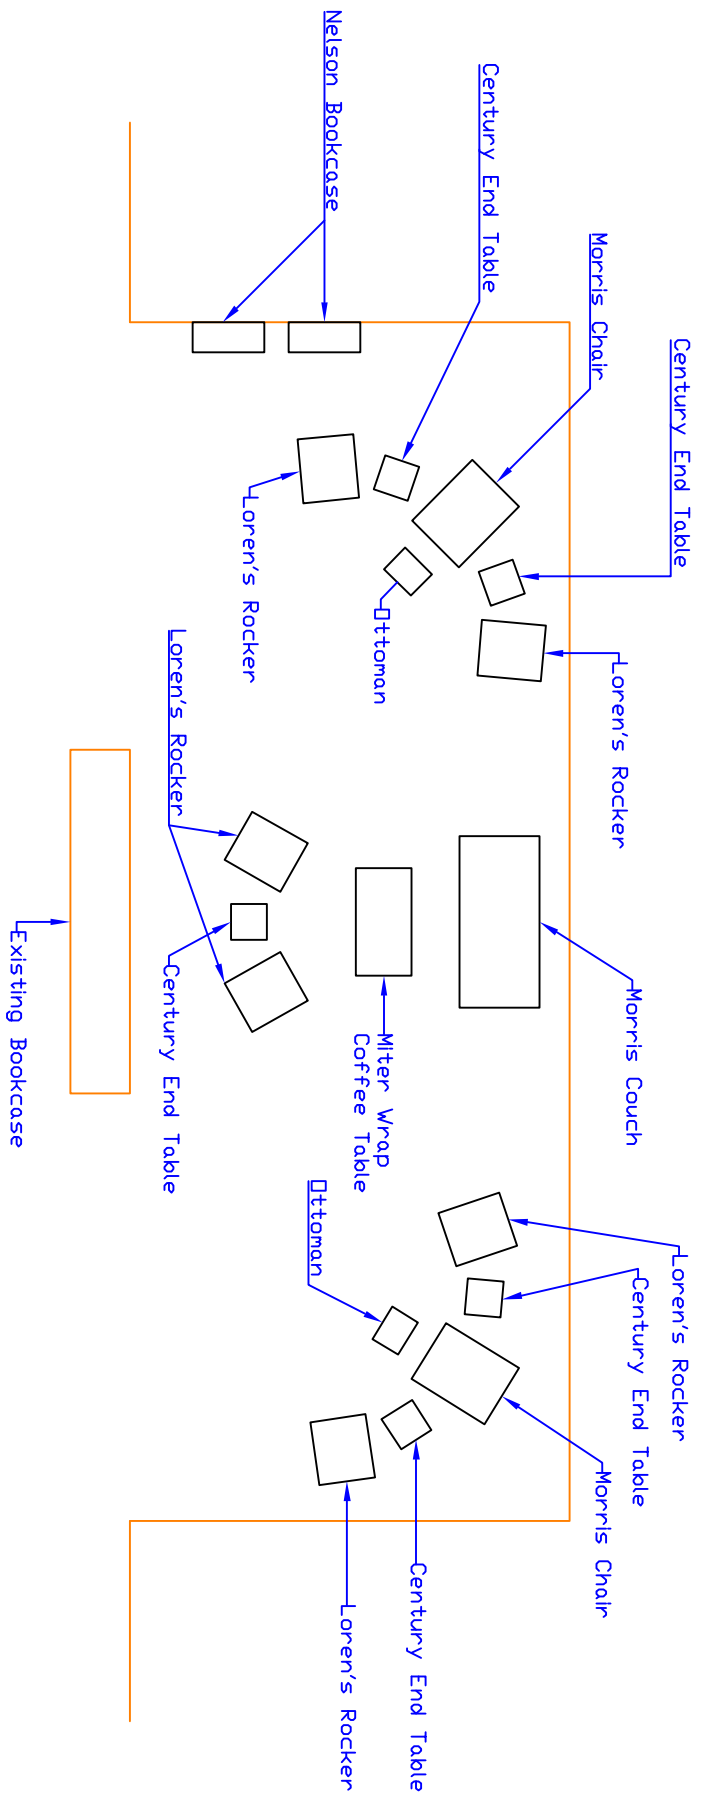 Century End Table
Loren's Rocker
Century End Table
Morris Couch
Loren's Rocker
Morris Chair
Morris Chair
Century End Table
Century End Table
Ottoman
Miter Wrap
Coffee Table
Loren's Rocker
Nelson Bookcase
Ottoman
Loren's Rocker
Loren's Rocker
Century End Table
Existing Bookcase